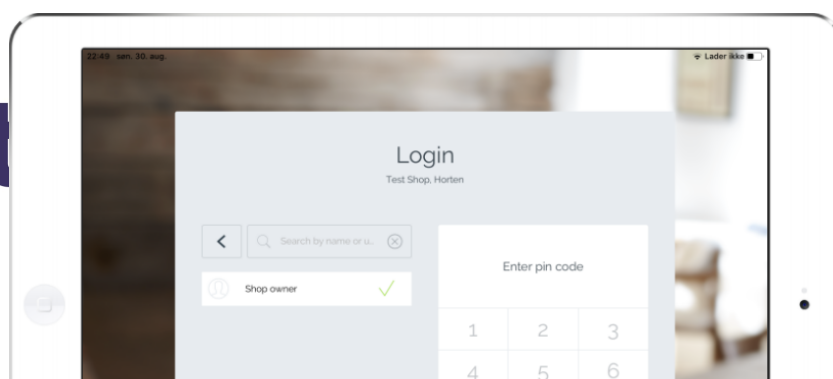 22:49 søn. 30. aug.
Lader ikke
Login
Test Shop, Horten
Search by name or u..
Shop owner
Enter pin code
1 2 3
4 5 6